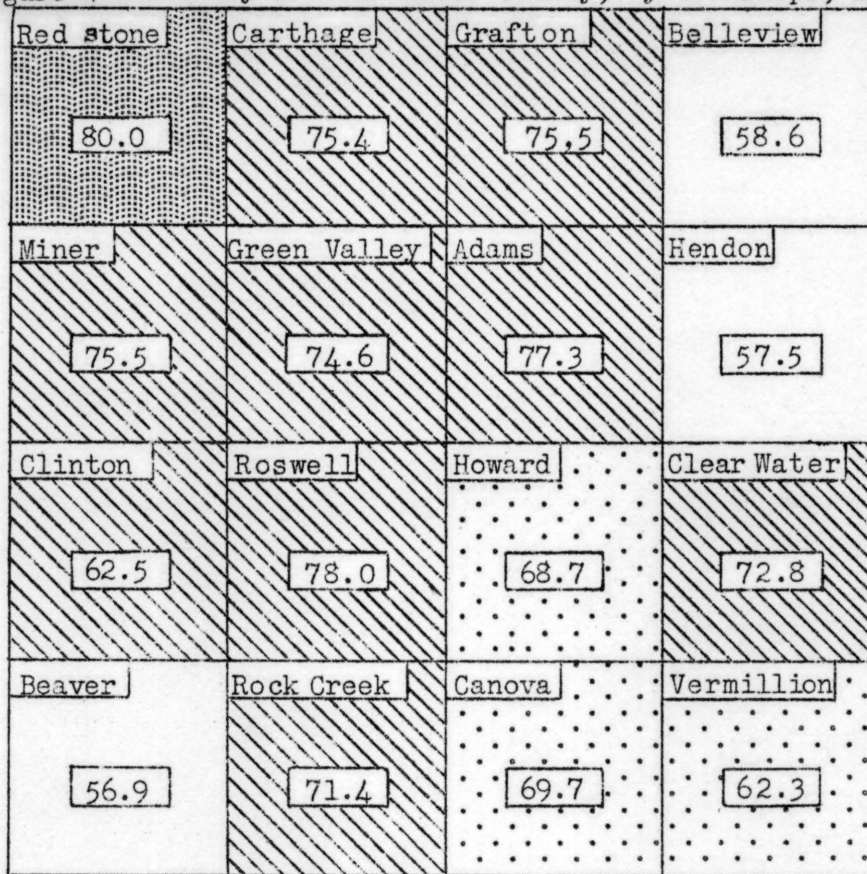 Red stone Carthage Grafton Belleview
80.0 75.4 75,5 58.6
Miner Green Valley Adams Hendon
75.5 74.6 77.3 57.5
Clinton Roswell Howard Clear Water
62.5 78.0 68.7 72.8
Beaver Rock Creek Canova Vermillion
56.9 71.4 69.7 62.3